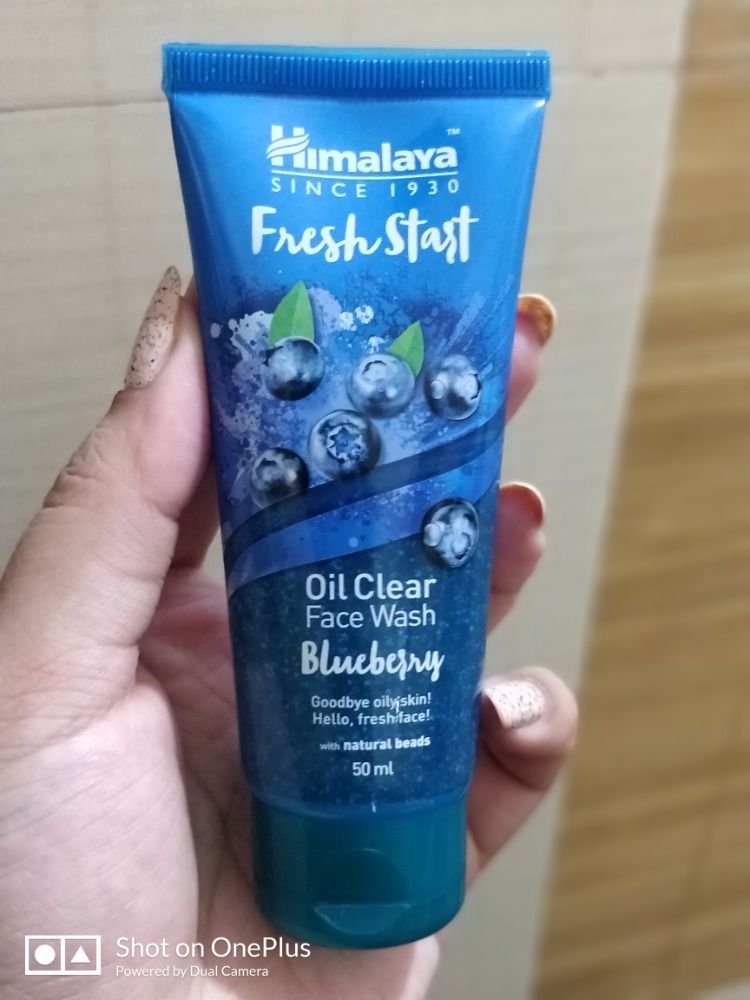 Himalaya™
SINCE 1930
Fresh Start
Oil Clear
Face Wash
Blueberry
Goodbye oily skin!
Hello, fresh face!
with natural beads
50 ml
Shot on OnePlus
Powered by Dual Camera